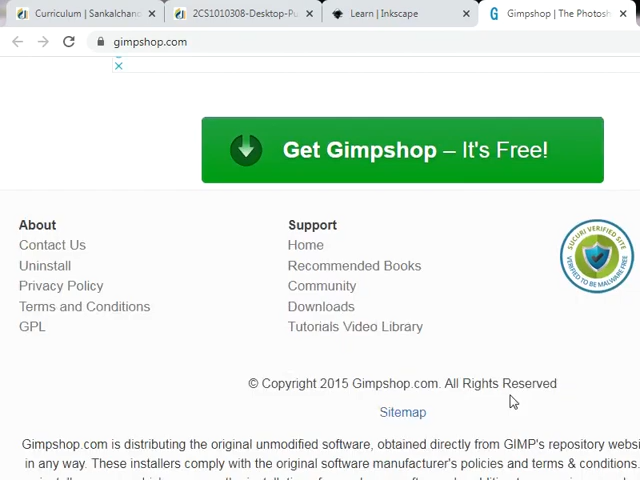 Curriculum | Sankalchand
2CS1010308-Desktop-Pu
Learn | Inkscape
Gimpshop | The Photosh
gimpshop.com
Get Gimpshop – It's Free!
About
Contact Us
Uninstall
Privacy Policy
Terms and Conditions
GPL
Support
Home
Recommended Books
Community
Downloads
Tutorials Video Library
SUCURI VERIFIED SITE
VERIFIED TO BE MALWARE FREE
© Copyright 2015 Gimpshop.com. All Rights Reserved
Sitemap
Gimpshop.com is distributing the original unmodified software, obtained directly from GIMP's repository websi
in any way. These installers comply with the original software manufacturer's policies and terms & conditions.